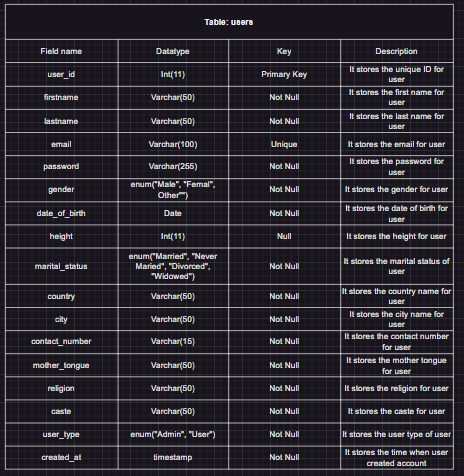 Table: users
Field name Datatype Key Description
user_id Int(11) Primary Key It stores the unique ID for
user
firstname Varchar(50) Not Null It stores the first name for
user
lastname Varchar(50) Not Null It stores the last name for
user
email Varchar(100) Unique It stores the email for user
password Varchar(255) Not Null It stores the password for
user
gender enum("Male", "Femal",
Other"") Not Null It stores the gender for user
date_of_birth Date Not Null It stores the date of birth for
user
height Int(11) Null It stores the height for user
marital_status enum("Married", "Never
Maried", "Divorced",
"Widowed") Not Null It stores the marital status of
user
country Varchar(50) Not Null It stores the country name for
user
city Varchar(50) Not Null It stores the city name for
user
contact_number Varchar(15) Not Null It stores the contact number
for user
mother_tongue Varchar(50) Not Null It stores the mother tongue
for user
religion Varchar(50) Not Null It stores the religion for user
caste Varchar(50) Not Null It stores the caste for user
user_type enum("Admin", "User") Not Null It stores the user type of user
created_at timestamp Not Null It stores the time when user
created account